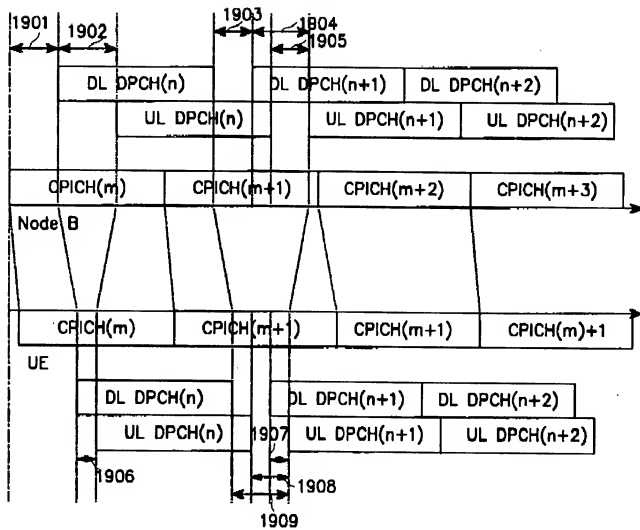 1901 1902 1903 1804
1905
DL DPCH(n) DL DPCH(n+1) DL DPCH(n+2)
UL DPCH(n) UL DPCH(n+1) UL DPCH(n+2)
CPICH(m) CPICH(m+1) CPICH(m+2) CPICH(m+3)
Node B
CPICH(m) CPICH(m+1) CPICH(m+1) CPICH(m)+1
UE
DL DPCH(n) DL DPCH(n+1) DL DPCH(n+2)
UL DPCH(n) 1907 UL DPCH(n+1) UL DPCH(n+2)
1906 1908
1909